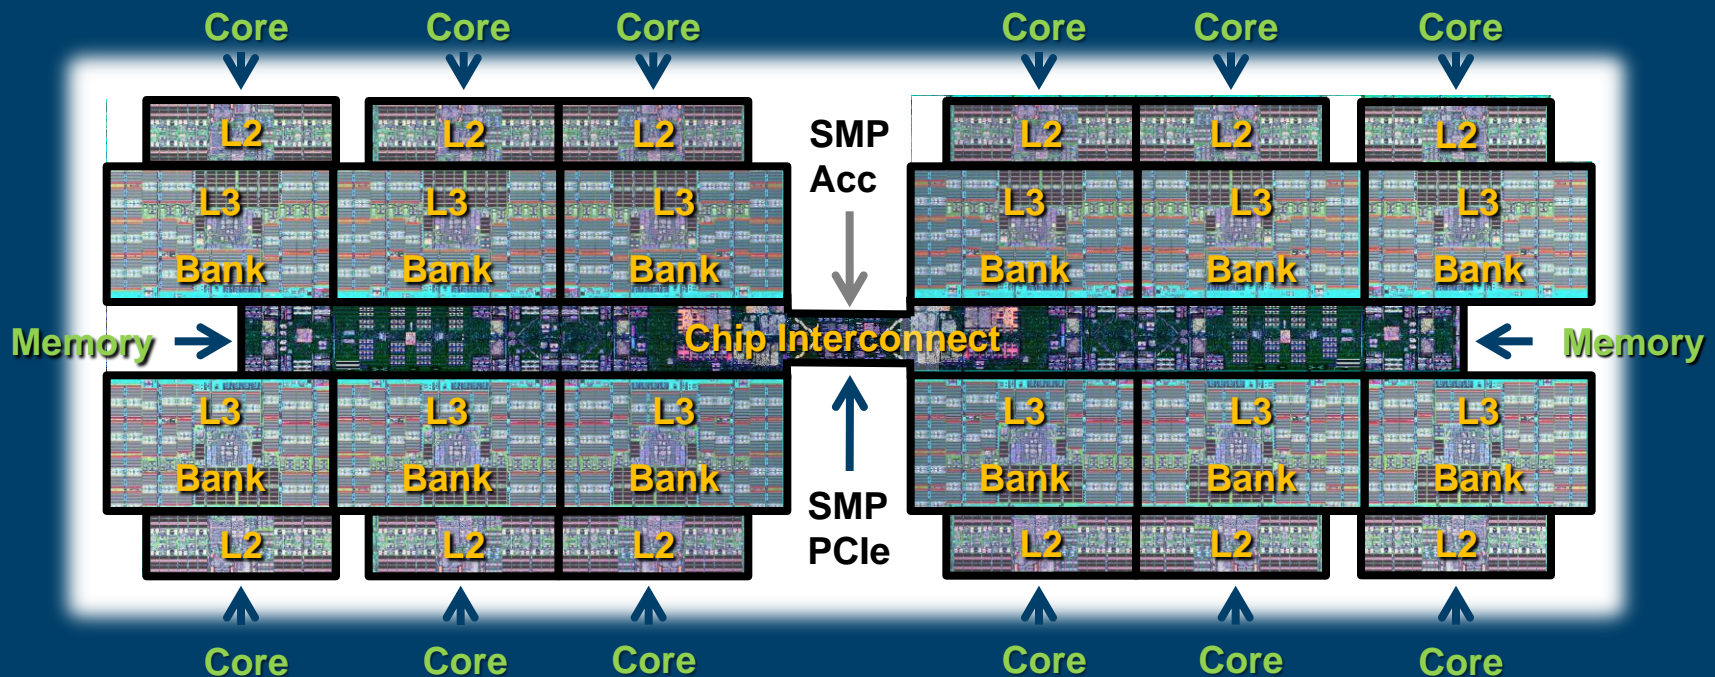 Core Core Core Core Core Core
L2 L2 L2 SMP L2 L2 L2
Acc
L3 L3 L3 L3 L3 L3
Bank Bank Bank Bank Bank Bank
Memory Chip Interconnect Memory
L3 L3 L3 L3 L3 L3
Bank Bank Bank Bank Bank Bank
SMP
L2 L2 L2 PCIe L2 L2 L2
Core Core Core Core Core Core